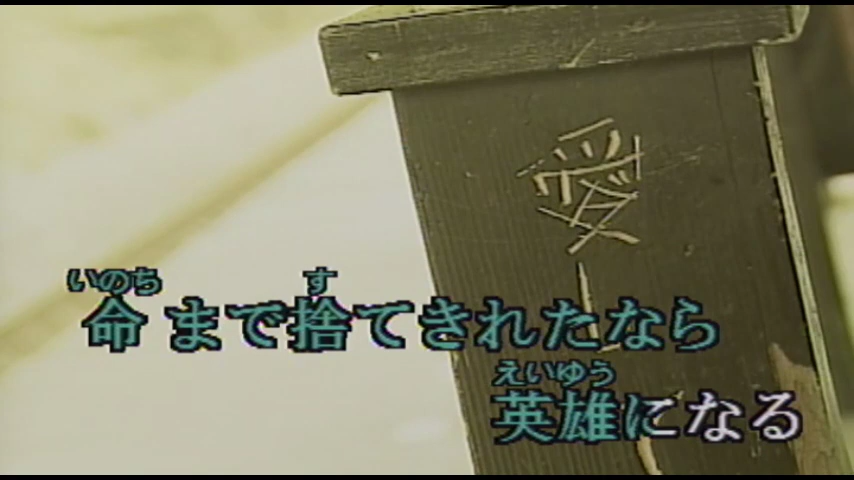 愛
いのち す
命まで捨てきれたなら
えいゆう
英雄になる